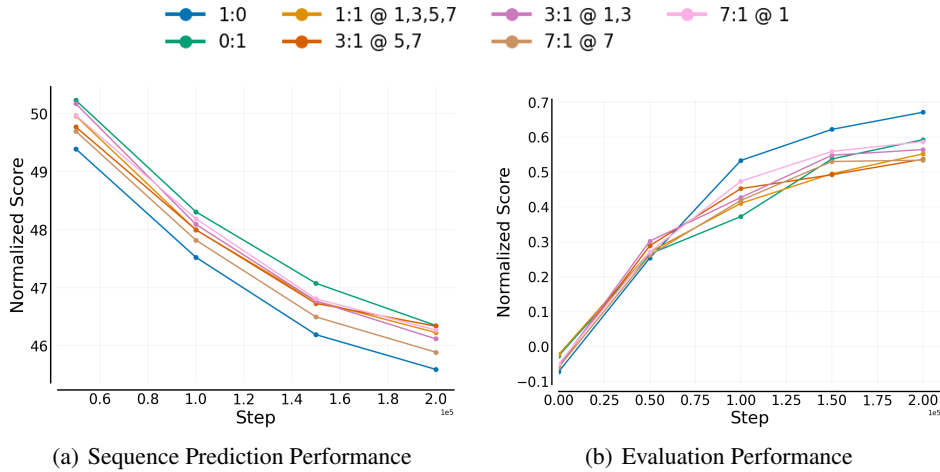 1:0 1:1 @ 1,3,5,7 3:1 @ 1,3 7:1 @ 1
0:1 3:1 @ 5,7 7:1 @ 7
Normalized Score
50
49
48
47
46
0.6 0.8 1.0 1.2 1.4 1.6 1.8 2.0
1e5
Step
Normalized Score
0.7
0.6
0.5
0.4
0.3
0.2
0.1
0.0
−0.1
0.00 0.25 0.50 0.75 1.00 1.25 1.50 1.75 2.00
1e5
Step
(a) Sequence Prediction Performance
(b) Evaluation Performance